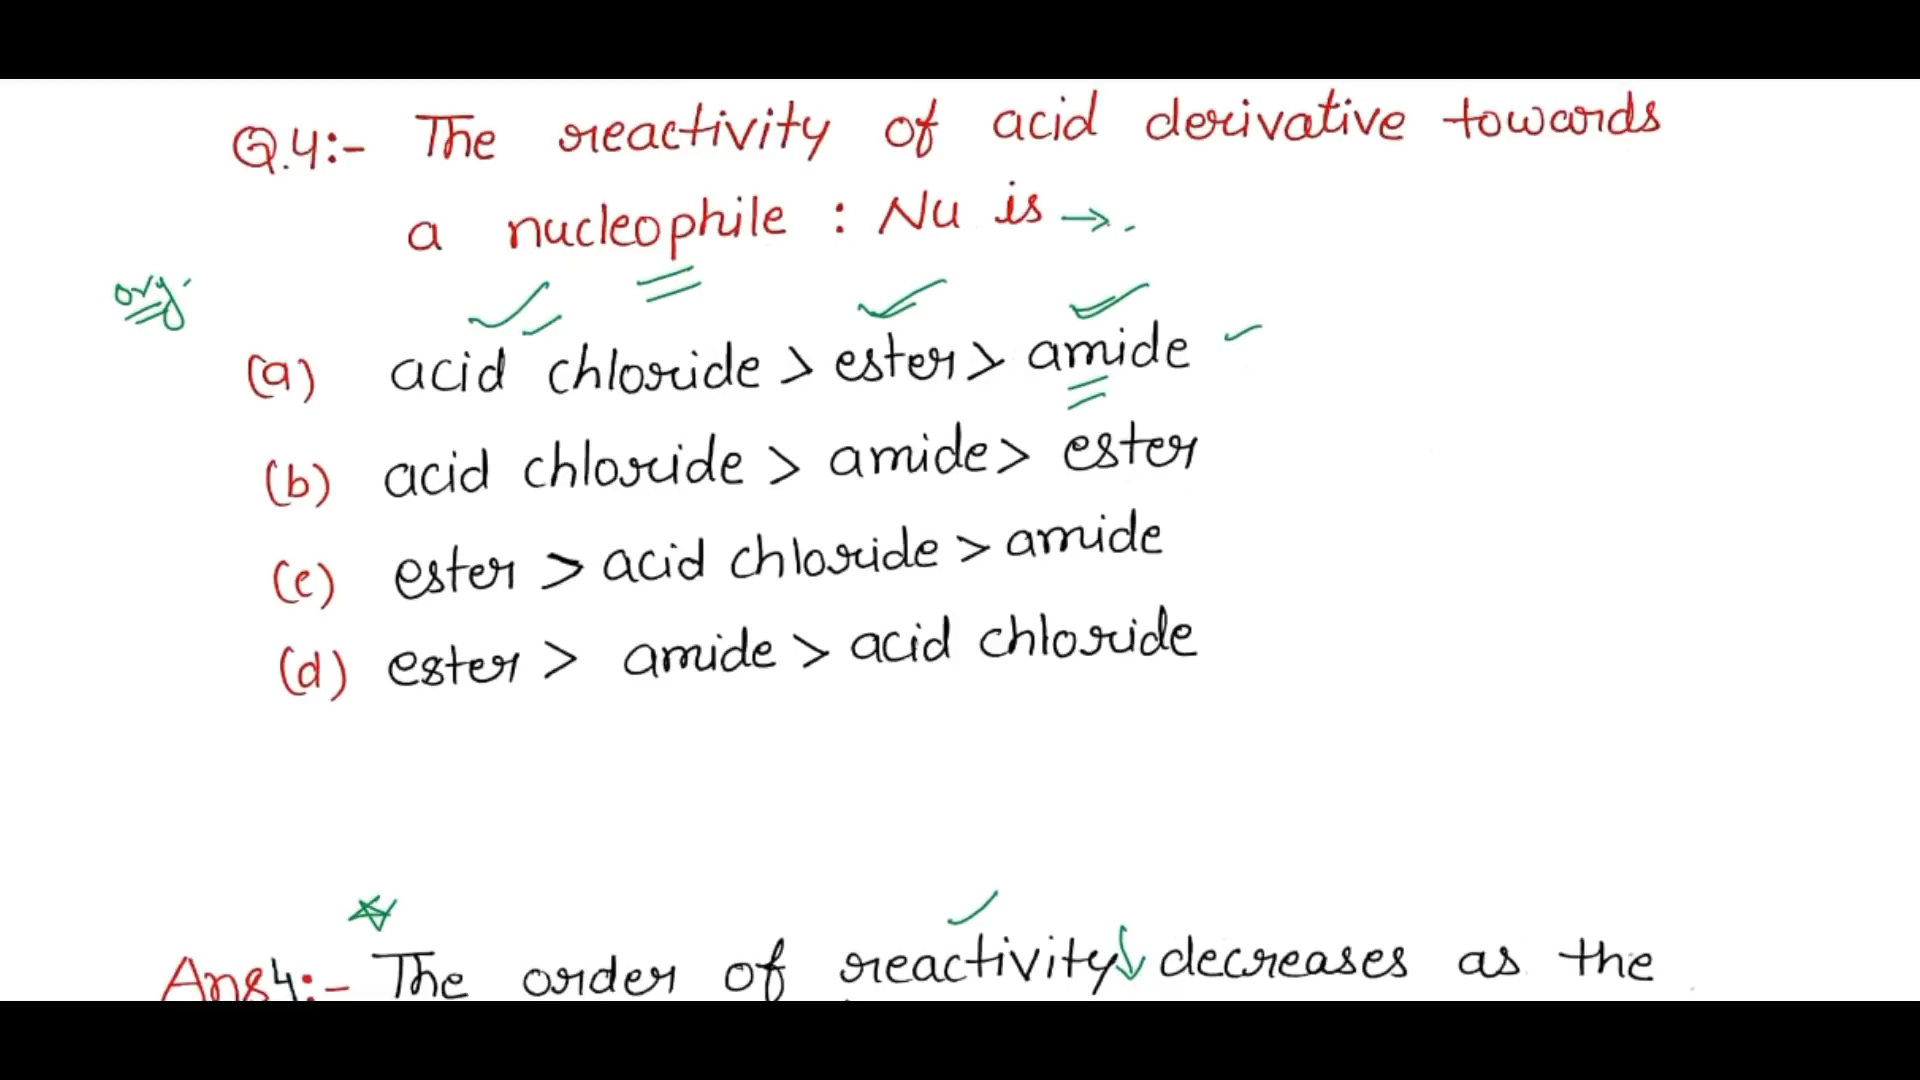 Q.4:- The reactivity of acid derivative towards
a nucleophile : Nu is →.
org.
(a) acid chloride > ester > amide
(b) acid chloride > amide > ester
(c) ester > acid chloride > amide
(d) ester > amide > acid chloride
Ans4:- The order of reactivity↓ decreases as the